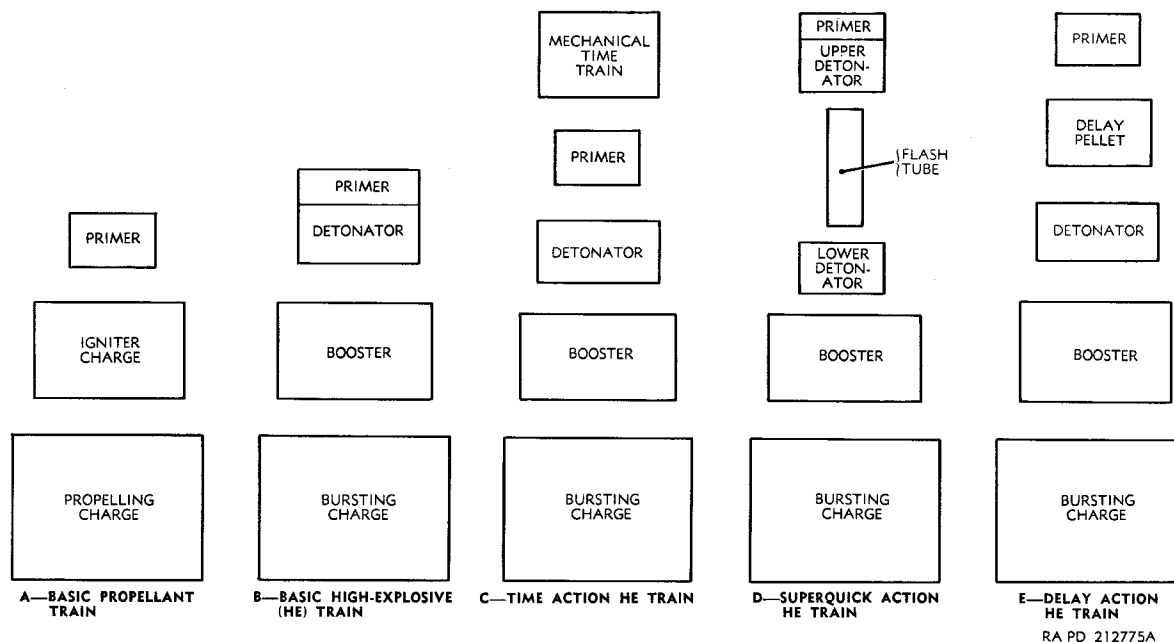 PRIMER
IGNITER
CHARGE
PROPELLING
CHARGE
A—BASIC PROPELLANT
TRAIN
PRIMER
DETONATOR
BOOSTER
BURSTING
CHARGE
B—BASIC HIGH-EXPLOSIVE
(HE) TRAIN
MECHANICAL
TIME
TRAIN
PRIMER
DETONATOR
BOOSTER
BURSTING
CHARGE
C—TIME ACTION HE TRAIN
PRIMER
UPPER
DETON-
ATOR
FLASH
TUBE
LOWER
DETON-
ATOR
BOOSTER
BURSTING
CHARGE
D—SUPERQUICK ACTION
HE TRAIN
PRIMER
DELAY
PELLET
DETONATOR
BOOSTER
BURSTING
CHARGE
E—DELAY ACTION
HE TRAIN
RA PD 212775A